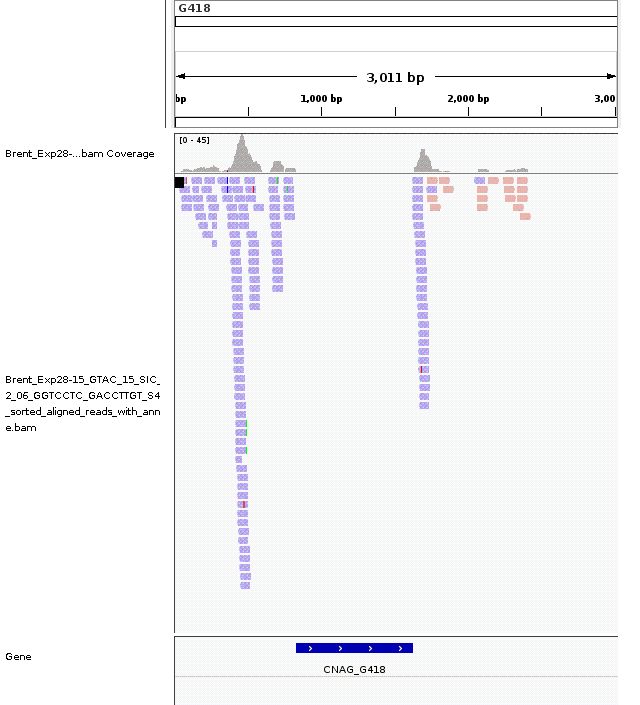 G418
3,011 bp
bp
1,000 bp
2,000 bp
3,00
[0 - 45]
Brent_Exp28-...bam Coverage
Brent_Exp28-15_GTAC_15_SIC_
2_06_GGTCCTC_GACCTTGT_S4
_sorted_aligned_reads_with_ann
e.bam
Gene
CNAG_G418